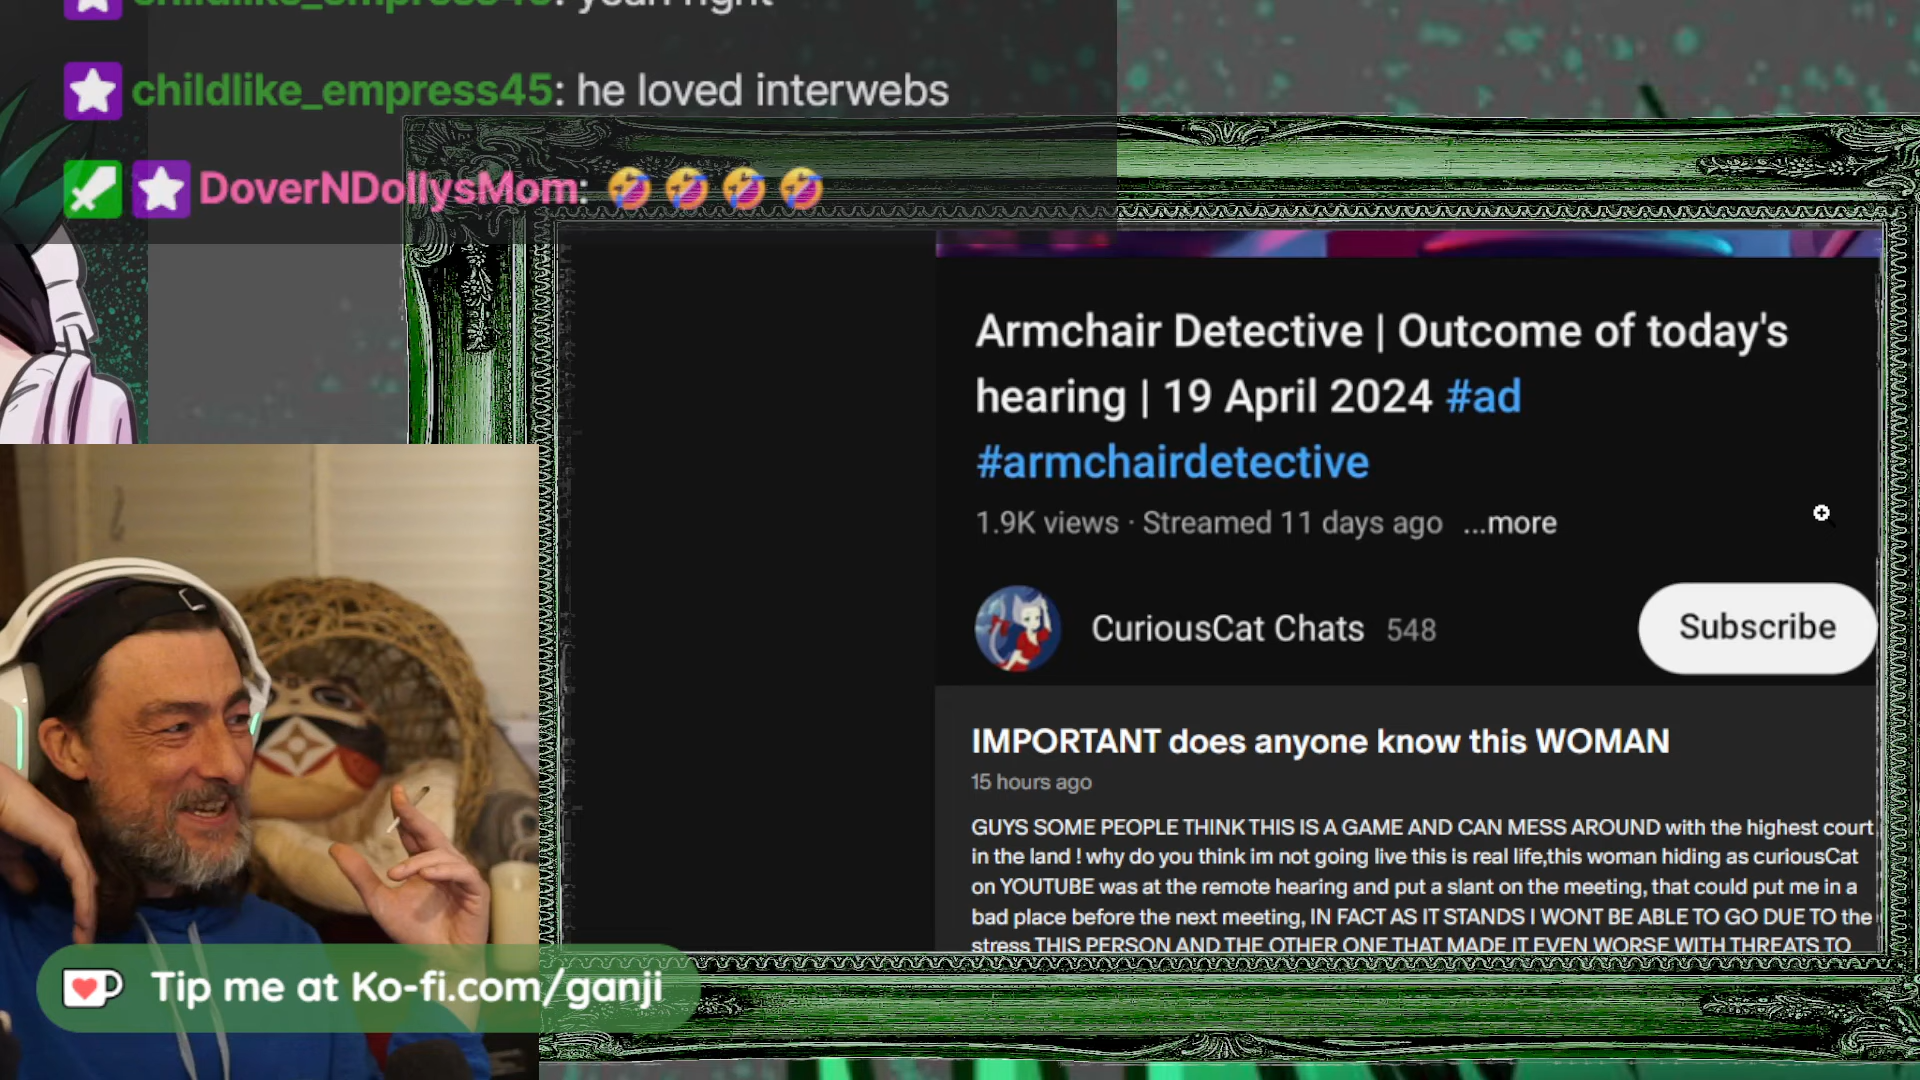 childlike_empress45: yeah right
childlike_empress45: he loved interwebs
DoverNDollysMom: 🤣 🤣 🤣 🤣
Armchair Detective | Outcome of today's
hearing | 19 April 2024 #ad
#armchairdetective
1.9K views · Streamed 11 days ago ...more
CuriousCat Chats 548
Subscribe
IMPORTANT does anyone know this WOMAN
15 hours ago
GUYS SOME PEOPLE THINK THIS IS A GAME AND CAN MESS AROUND with the highest court
in the land ! why do you think im not going live this is real life,this woman hiding as curiousCat
on YOUTUBE was at the remote hearing and put a slant on the meeting, that could put me in a
bad place before the next meeting, IN FACT AS IT STANDS I WONT BE ABLE TO GO DUE TO the
stress THIS PERSON AND THE OTHER ONE THAT MADE IT EVEN WORSE WITH THREATS TO
Tip me at Ko-fi.com/ganji